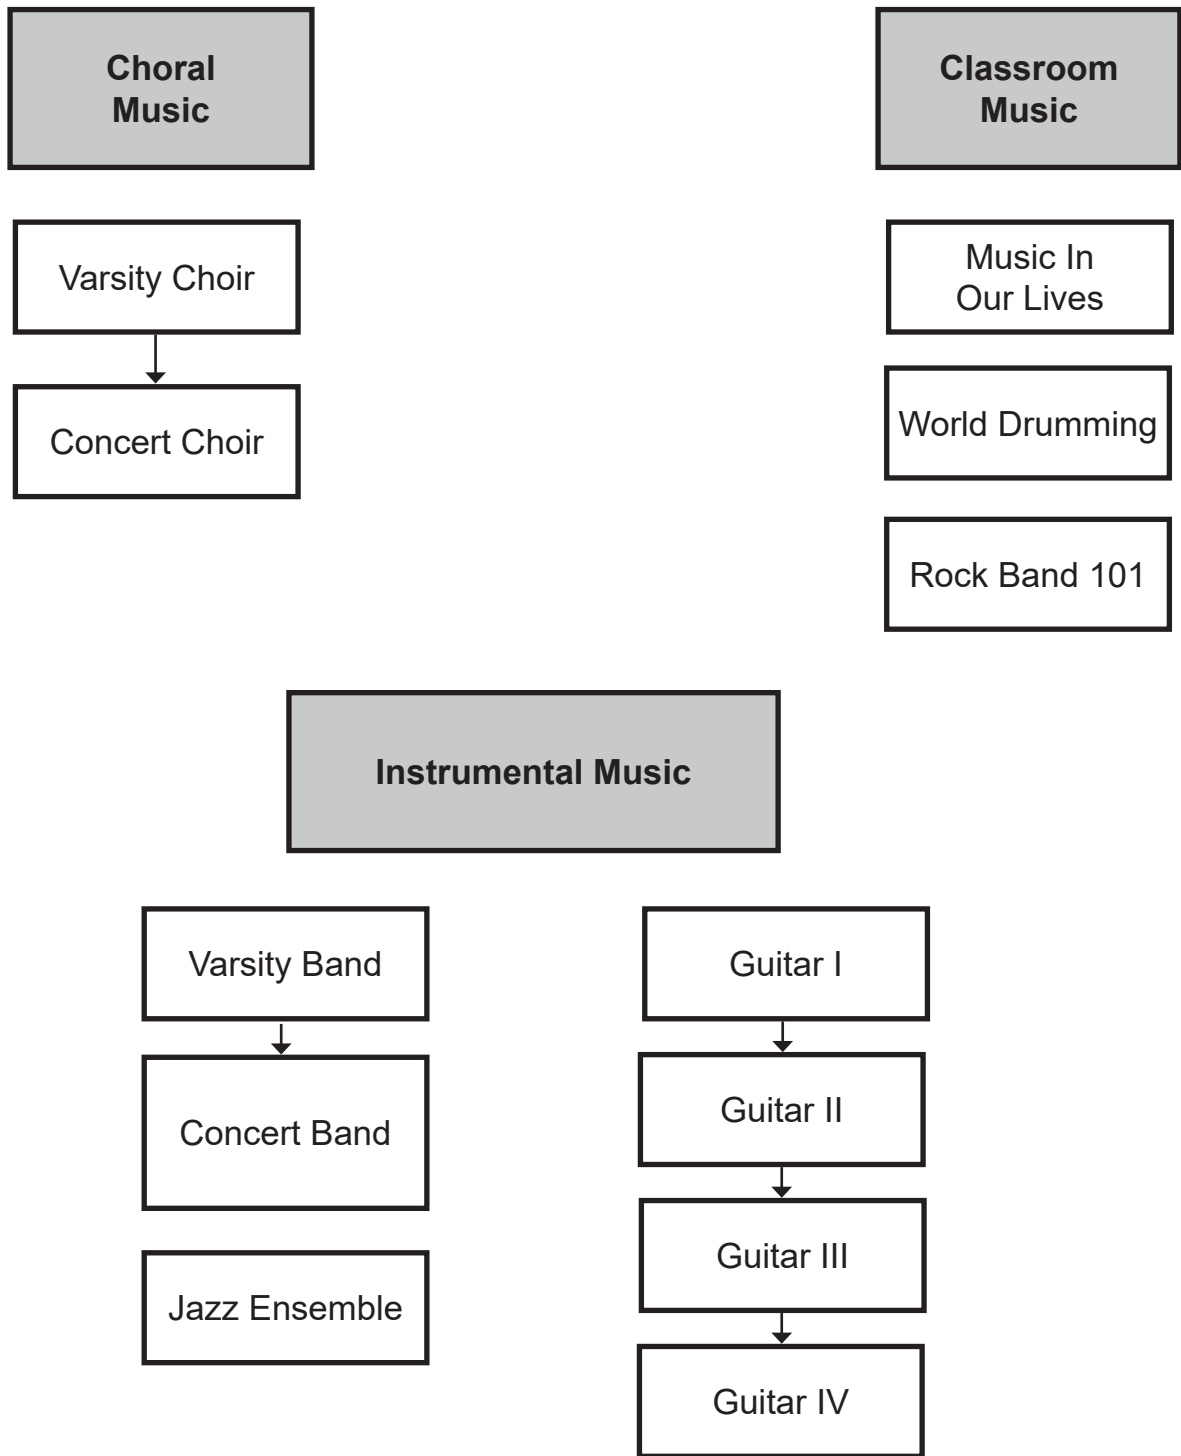 Choral
Music
Varsity Choir
Concert Choir
Classroom
Music
Music In
Our Lives
World Drumming
Rock Band 101
Instrumental Music
Varsity Band
Concert Band
Jazz Ensemble
Guitar I
Guitar II
Guitar III
Guitar IV